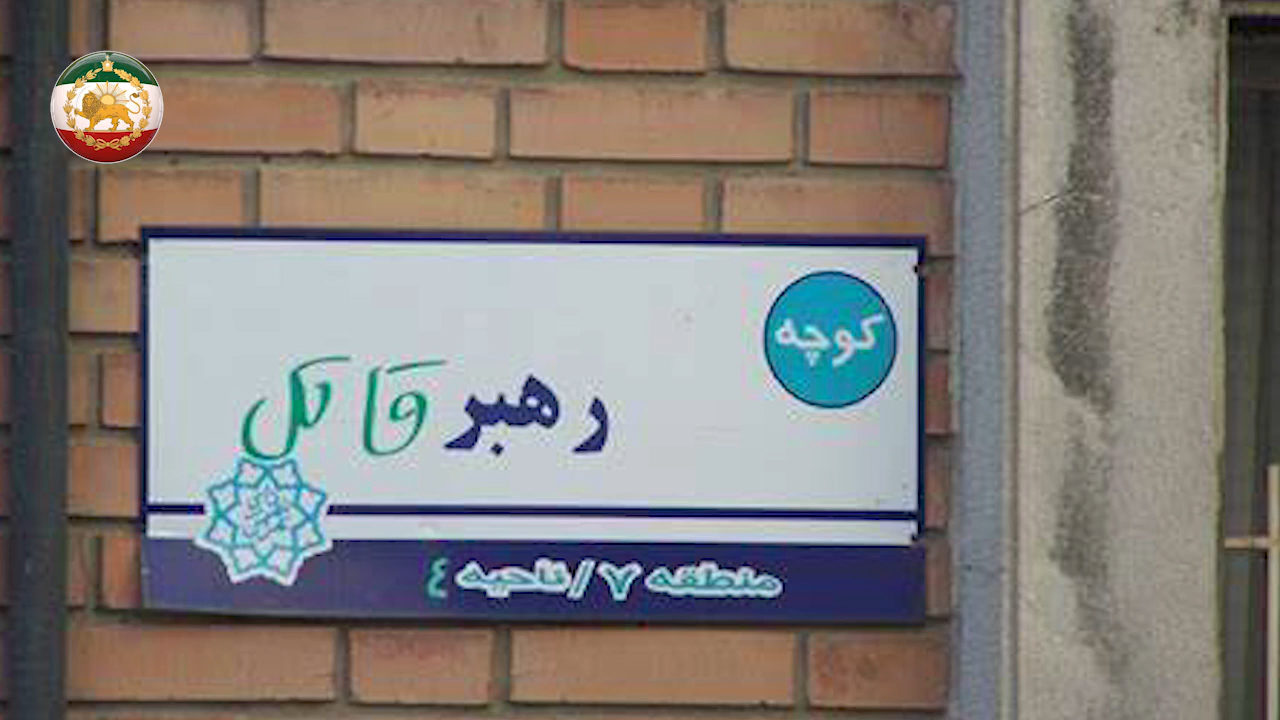 کوچه
رهبر قاتل
منطقه ۷ / ناحیه ٤